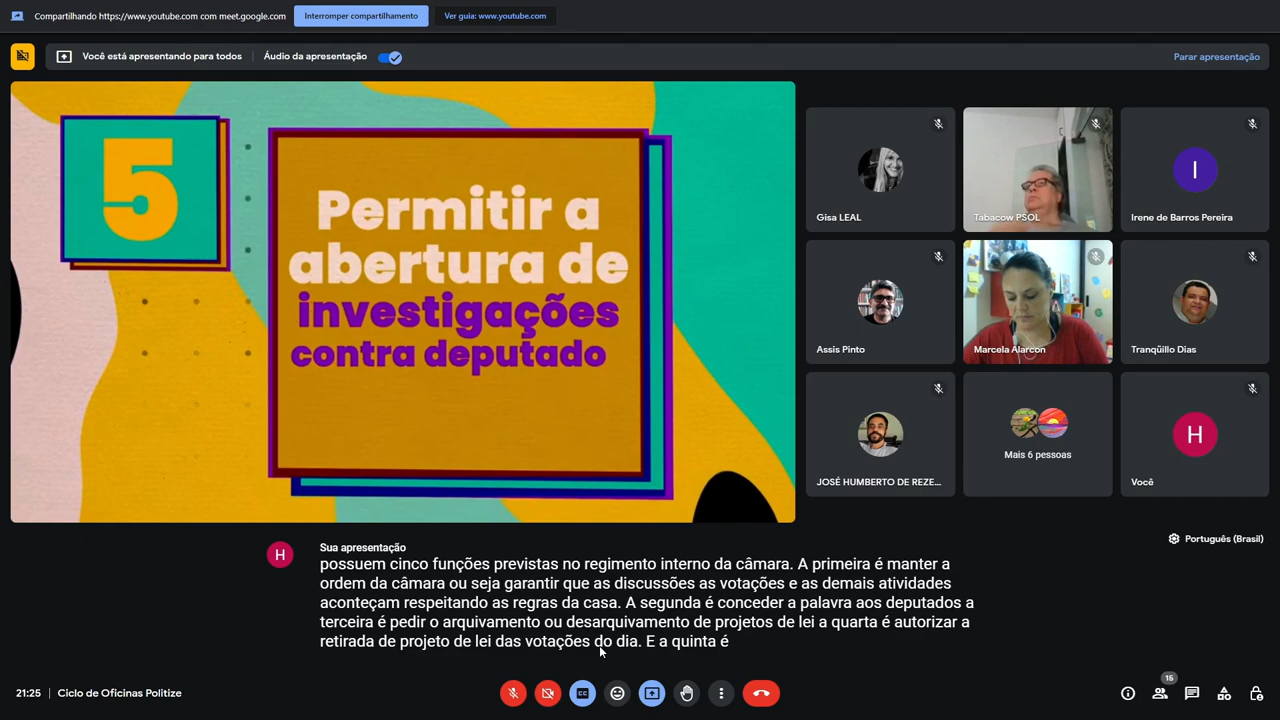 Compartilhando https://www.youtube.com com meet.google.com
Interromper compartilhamento
Ver guia: www.youtube.com
Você está apresentando para todos
Áudio da apresentação
Parar apresentação
5
Permitir a
abertura de
investigações
contra deputado
Gisa LEAL
Tabacow PSOL
I
Irene de Barros Pereira
Assis Pinto
Marcela Alarcon
Tranqüillo Dias
JOSÉ HUMBERTO DE REZE...
Mais 6 pessoas
H
Você
H
Sua apresentação
possuem cinco funções previstas no regimento interno da câmara. A primeira é manter a
ordem da câmara ou seja garantir que as discussões as votações e as demais atividades
aconteçam respeitando as regras da casa. A segunda é conceder a palavra aos deputados a
terceira é pedir o arquivamento ou desarquivamento de projetos de lei a quarta é autorizar a
retirada de projeto de lei das votações do dia. E a quinta é
Português (Brasil)
21:25
Ciclo de Oficinas Politize
CC
15